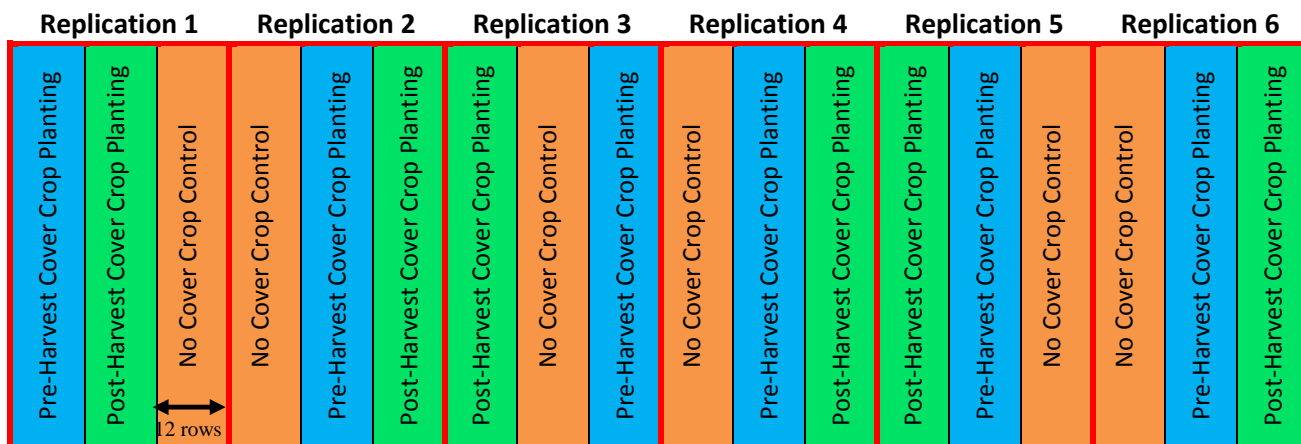 Replication 1 Replication 2 Replication 3 Replication 4 Replication 5 Replication 6
Pre-Harvest Cover Crop Planting
Post-Harvest Cover Crop Planting
No Cover Crop Control
No Cover Crop Control
Pre-Harvest Cover Crop Planting
Post-Harvest Cover Crop Planting
Post-Harvest Cover Crop Planting
No Cover Crop Control
Pre-Harvest Cover Crop Planting
No Cover Crop Control
Pre-Harvest Cover Crop Planting
Post-Harvest Cover Crop Planting
Post-Harvest Cover Crop Planting
Pre-Harvest Cover Crop Planting
No Cover Crop Control
No Cover Crop Control
Pre-Harvest Cover Crop Planting
Post-Harvest Cover Crop Planting
12 rows